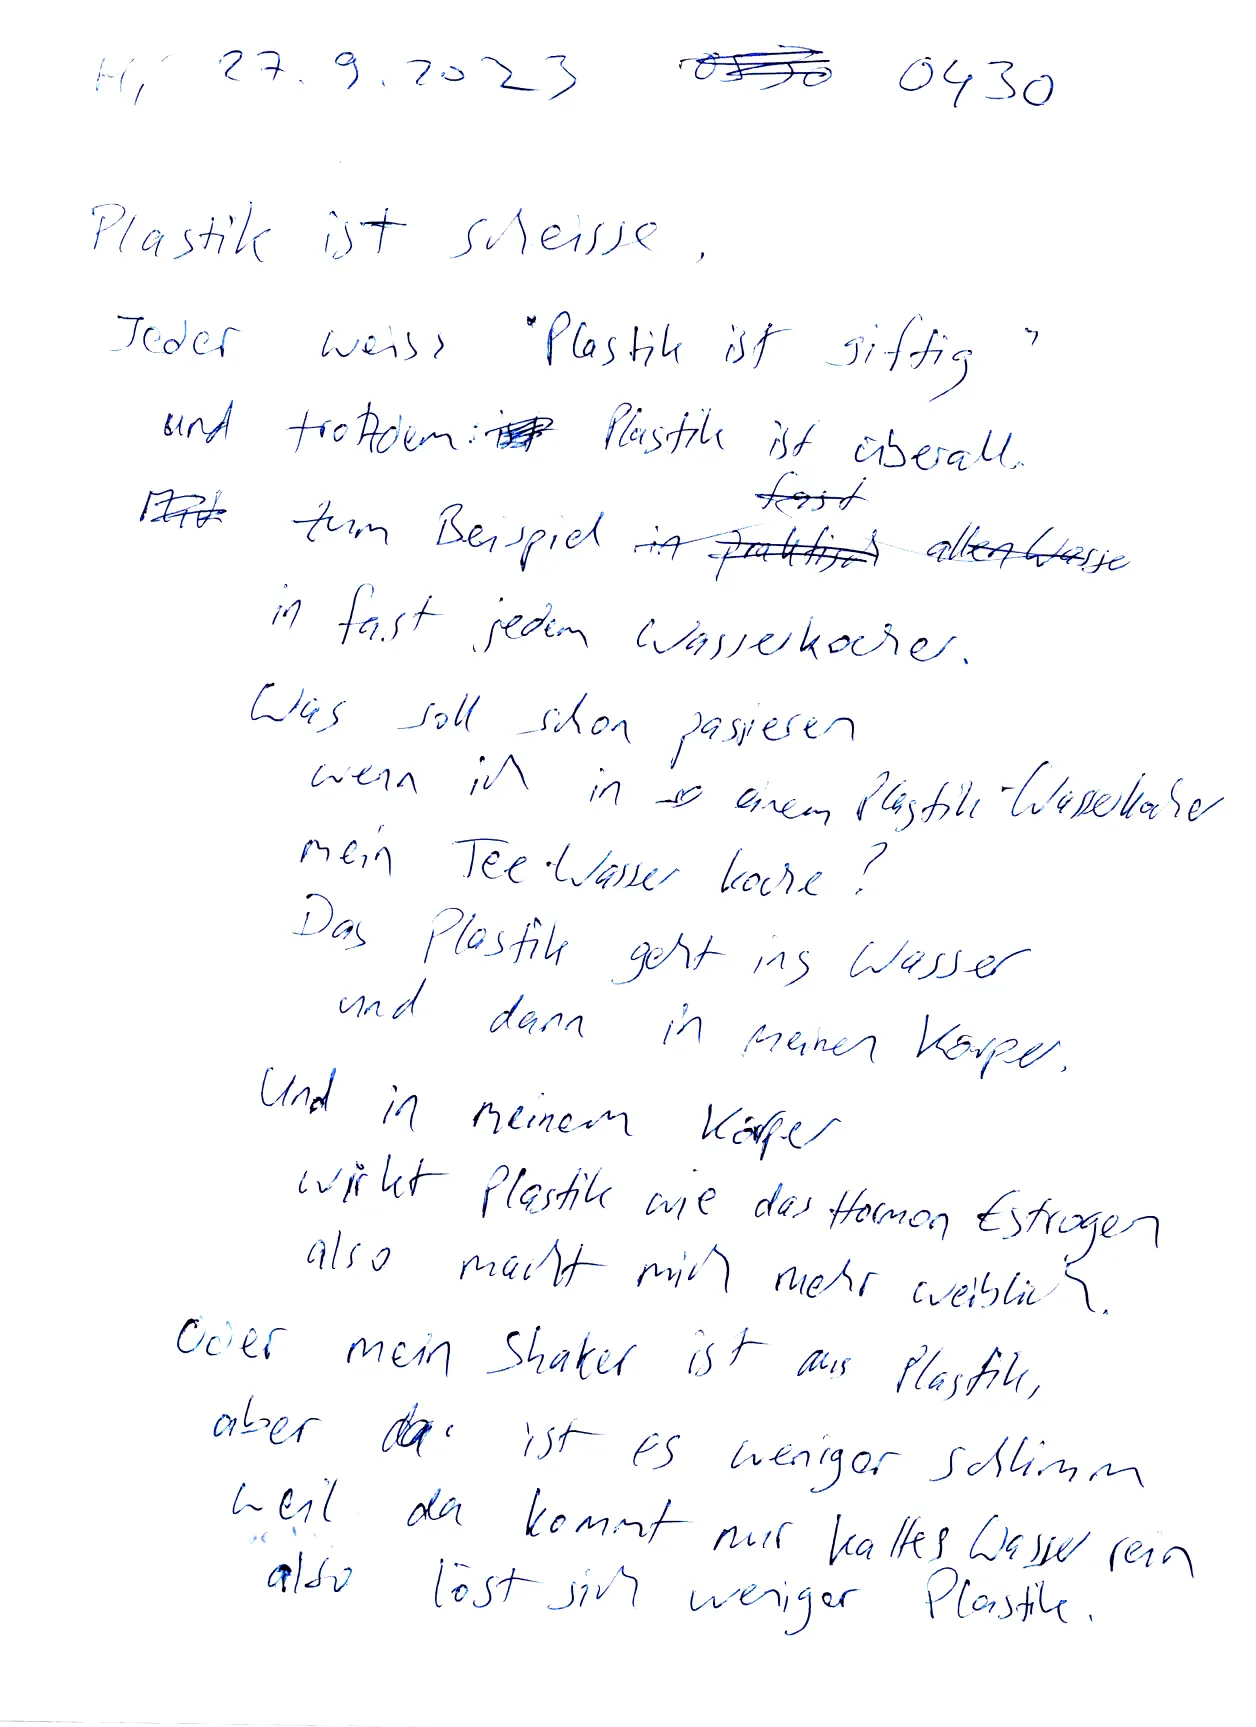 Mi, 27.9.2023 0530 0430
Plastik ist scheisse.
Jeder weiss "Plastik ist giftig"
und trotzdem: ist Plastik ist überall.
fast
zum Beispiel in praktisch allen Wasse
in fast jedem Wasserkocher.
Was soll schon passieren
wenn ich in so einem Plastik-Wasserkocher
mein Tee-Wasser koche?
Das Plastik geht ins Wasser
und dann in meinen Körper.
Und in meinem Körper
wirkt Plastik wie das Hormon Estrogen
also macht mich mehr weiblich.
Oder mein Shaker ist aus Plastik,
aber da ist es weniger schlimm
weil da kommt nur kaltes Wasser rein
also löst sich weniger Plastik.